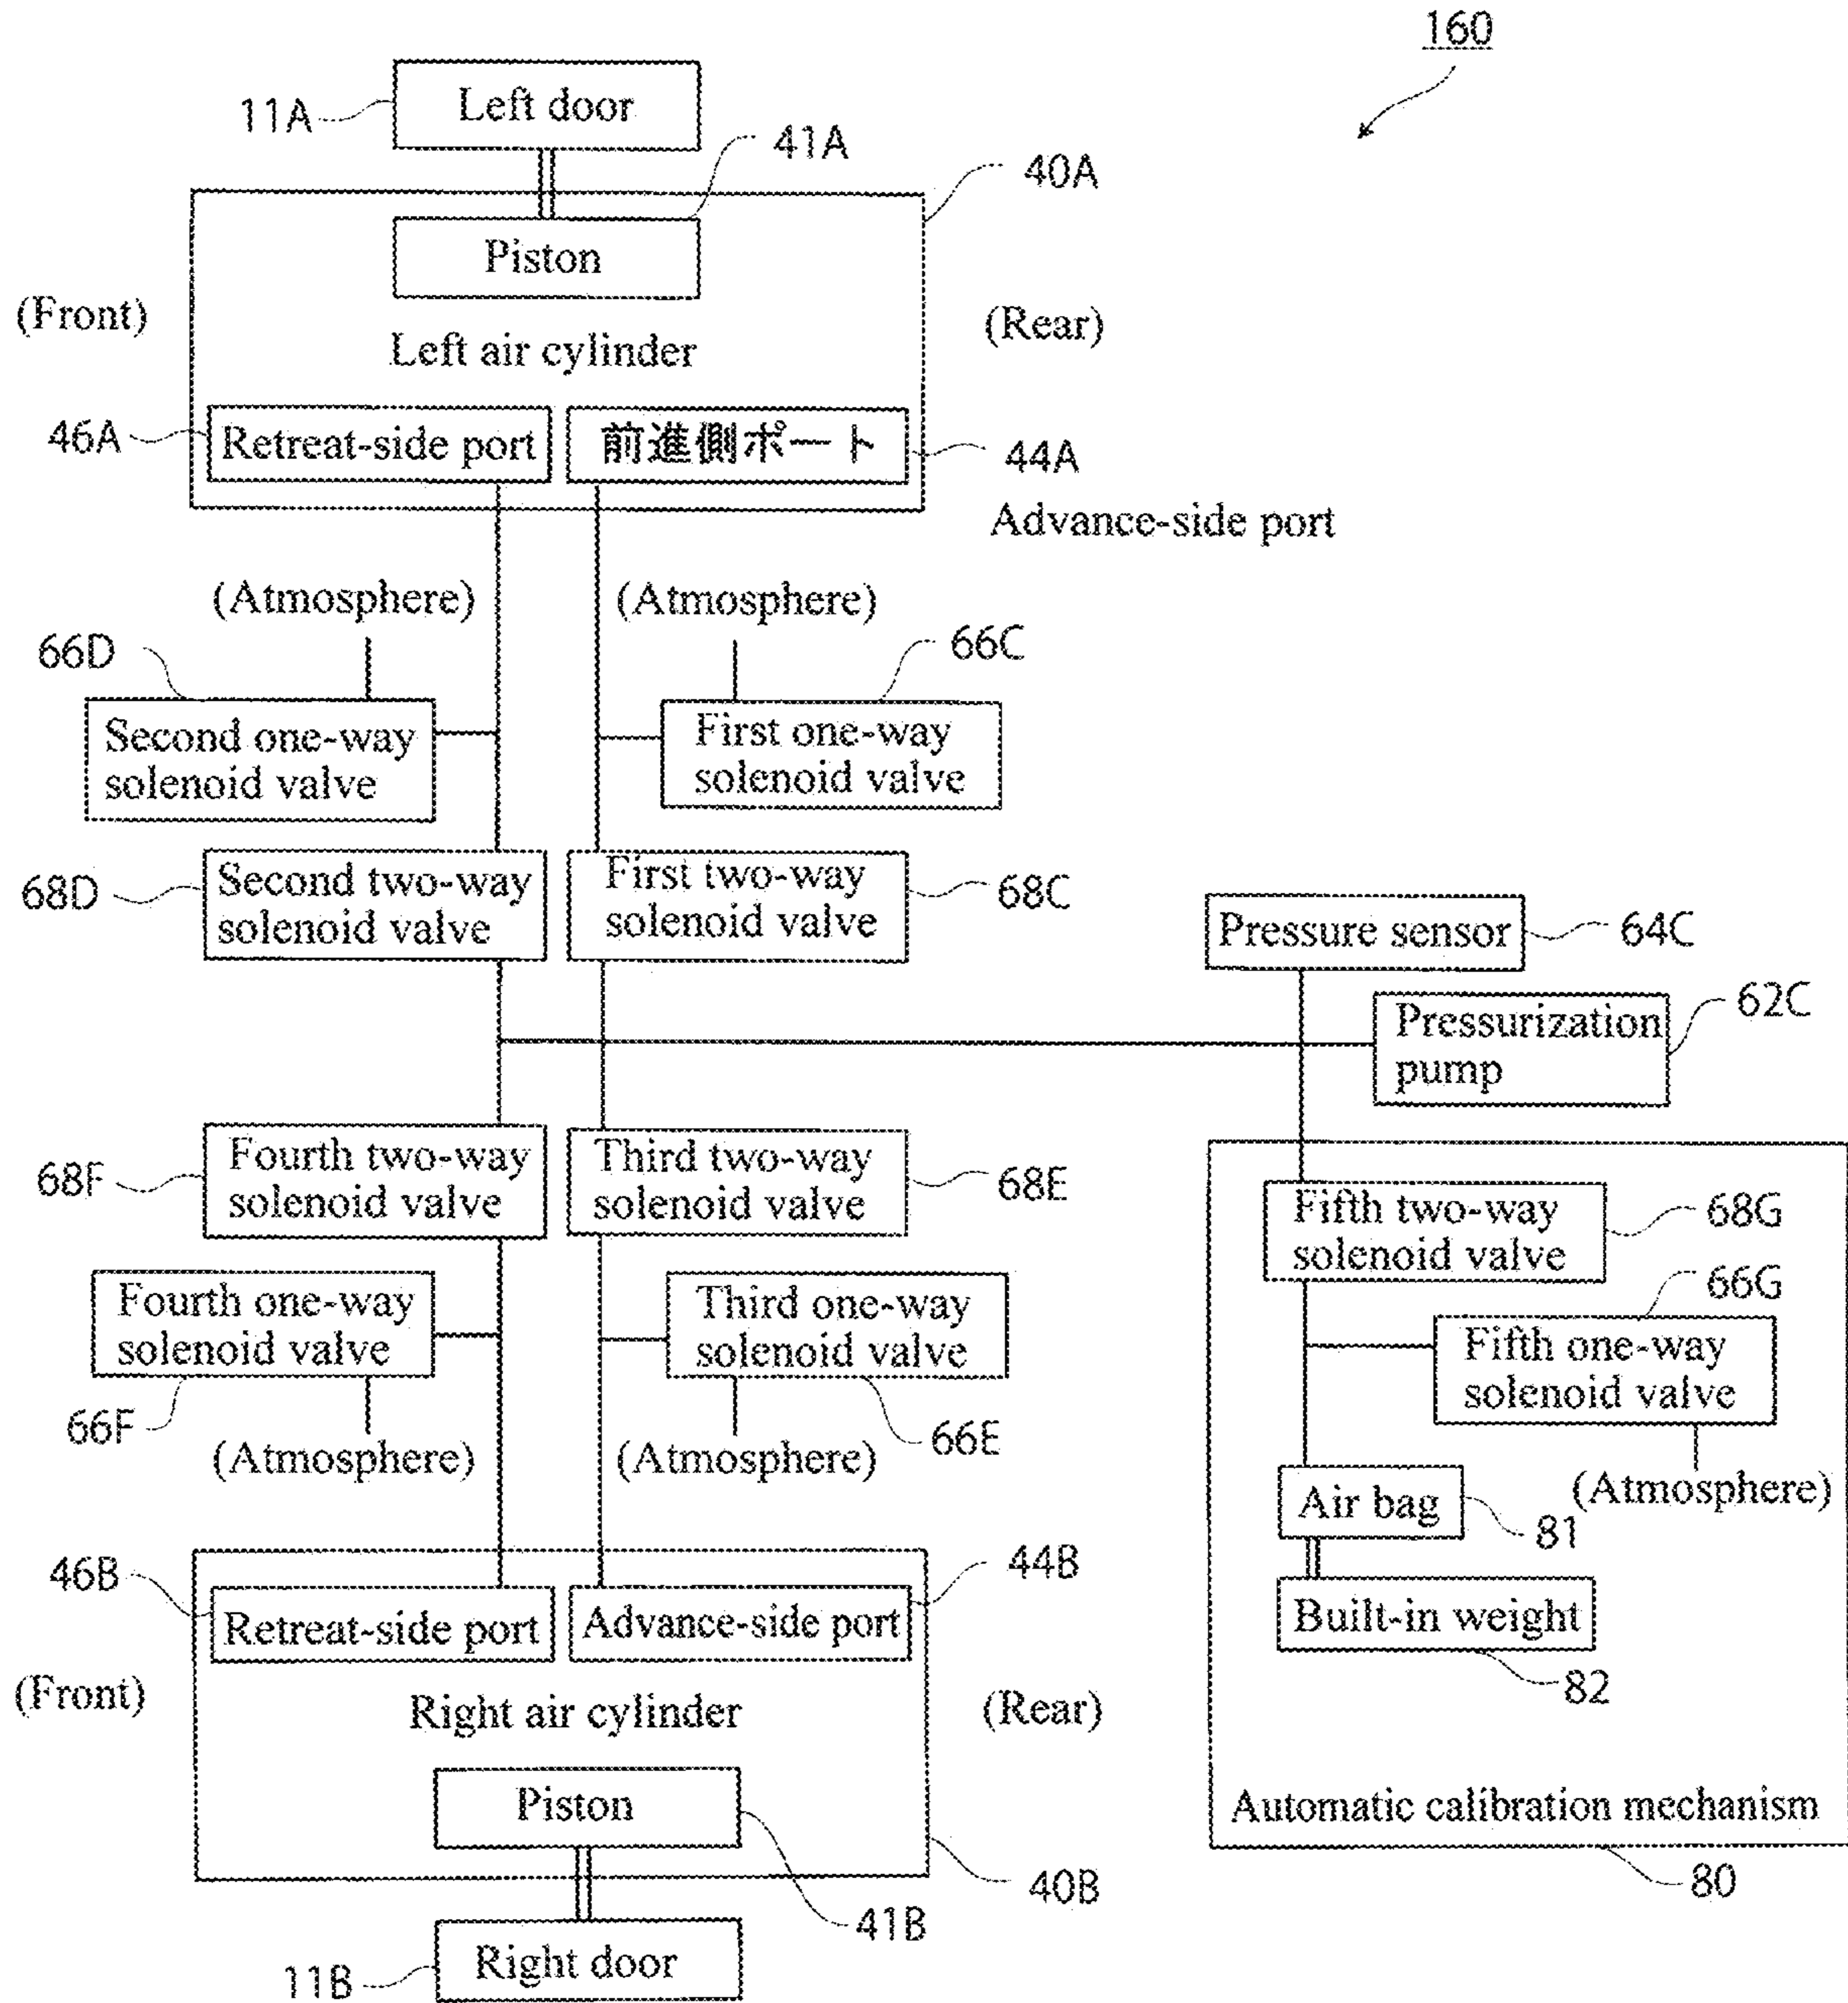 160
Left door
11A
41A
40A
Piston
(Front)
(Rear)
Left air cylinder
46A
Retreat-side port
前進側ポート
44A
Advance-side port
(Atmosphere)
(Atmosphere)
66D
66C
Second one-way
solenoid valve
First one-way
solenoid valve
68D
Second two-way
solenoid valve
First two-way
solenoid valve
68C
Pressure sensor
64C
Pressurization
pump
62C
68F
Fourth two-way
solenoid valve
Third two-way
solenoid valve
68E
Fifth two-way
solenoid valve
68G
66G
Fourth one-way
solenoid valve
Third one-way
solenoid valve
Fifth one-way
solenoid valve
66F
66E
(Atmosphere)
(Atmosphere)
(Atmosphere)
Air bag
81
46B
44B
Retreat-side port
Advance-side port
Built-in weight
82
(Front)
(Rear)
Right air cylinder
Piston
Automatic calibration mechanism
80
40B
41B
Right door
11B